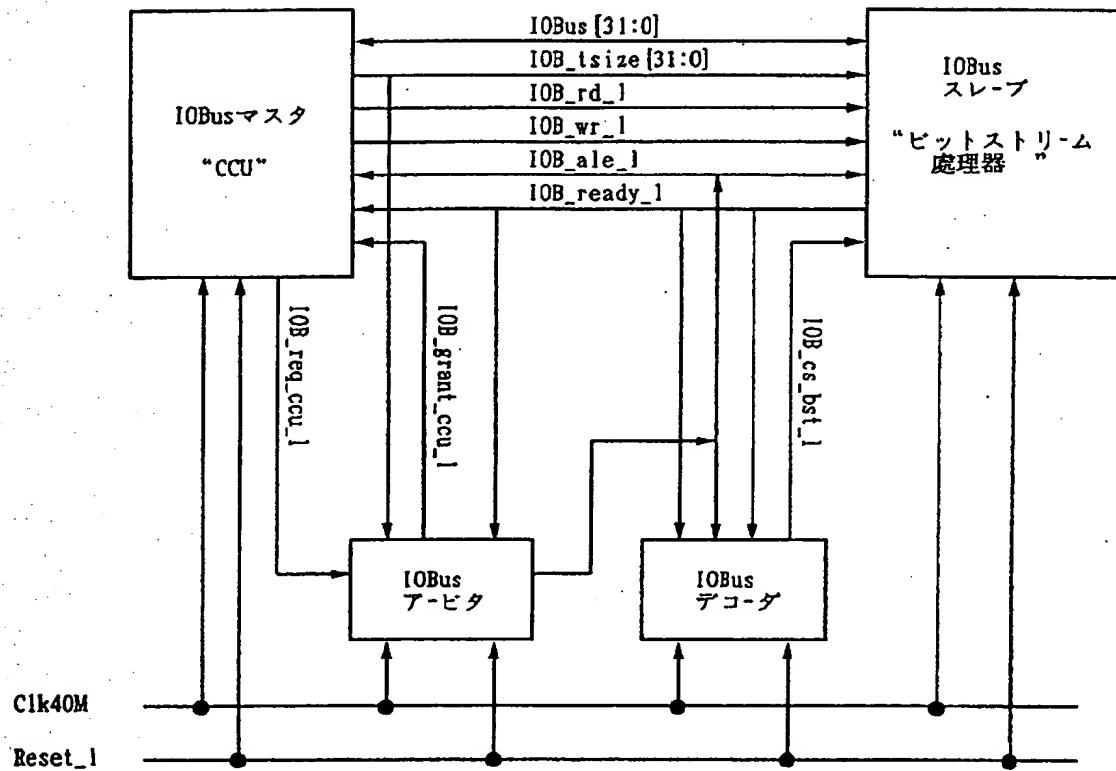 IOBus[31:0]
IOB_tsize[31:0]
IOB_rd_l
IOB_wr_l
IOB_ale_l
IOB_ready_l
IOBusマスタ
“CCU”
IOBus
スレーブ
“ビットストリーム
處理器 ”
IOB_req_ccu_l
IOB_grant_ccu_l
IOB_cs_bst_l
IOBus
アービタ
IOBus
デコーダ
Clk40M
Reset_l